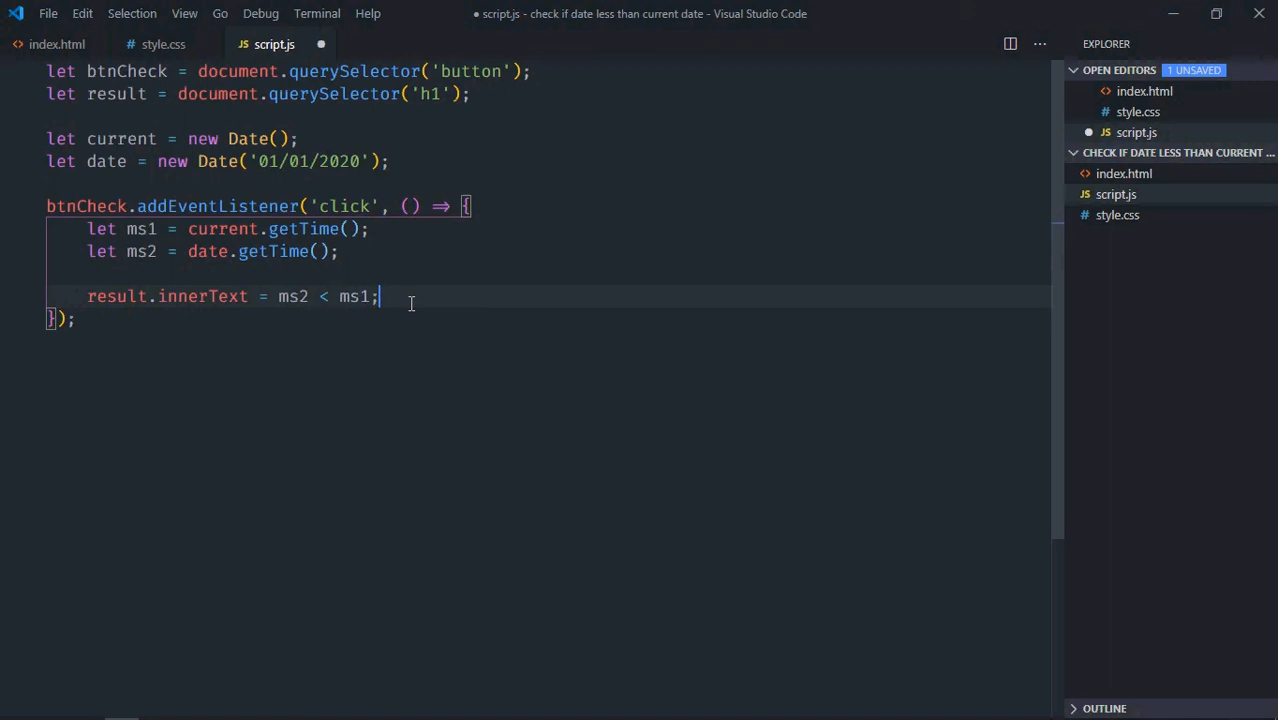 File Edit Selection View Go Debug Terminal Help ● script.js - check if date less than current date - Visual Studio Code
<> index.html # style.css JS script.js ● ⋯ EXPLORER
OPEN EDITORS 1 UNSAVED
<> index.html
# style.css
● JS script.js
CHECK IF DATE LESS THAN CURRENT ...
<> index.html
JS script.js
# style.css
let btnCheck = document.querySelector('button');
let result = document.querySelector('h1');
let current = new Date();
let date = new Date('01/01/2020');
btnCheck.addEventListener('click', () => {
let ms1 = current.getTime();
let ms2 = date.getTime();
result.innerText = ms2 < ms1;
});
OUTLINE